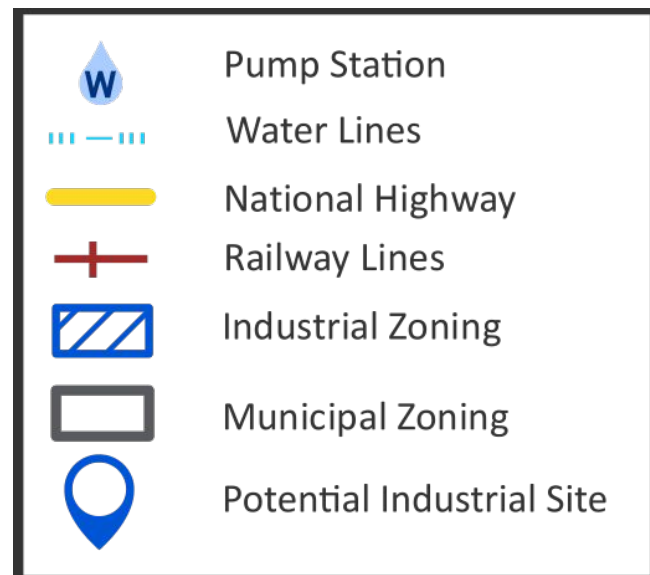 W Pump Station
Water Lines
National Highway
Railway Lines
Industrial Zoning
Municipal Zoning
Potential Industrial Site